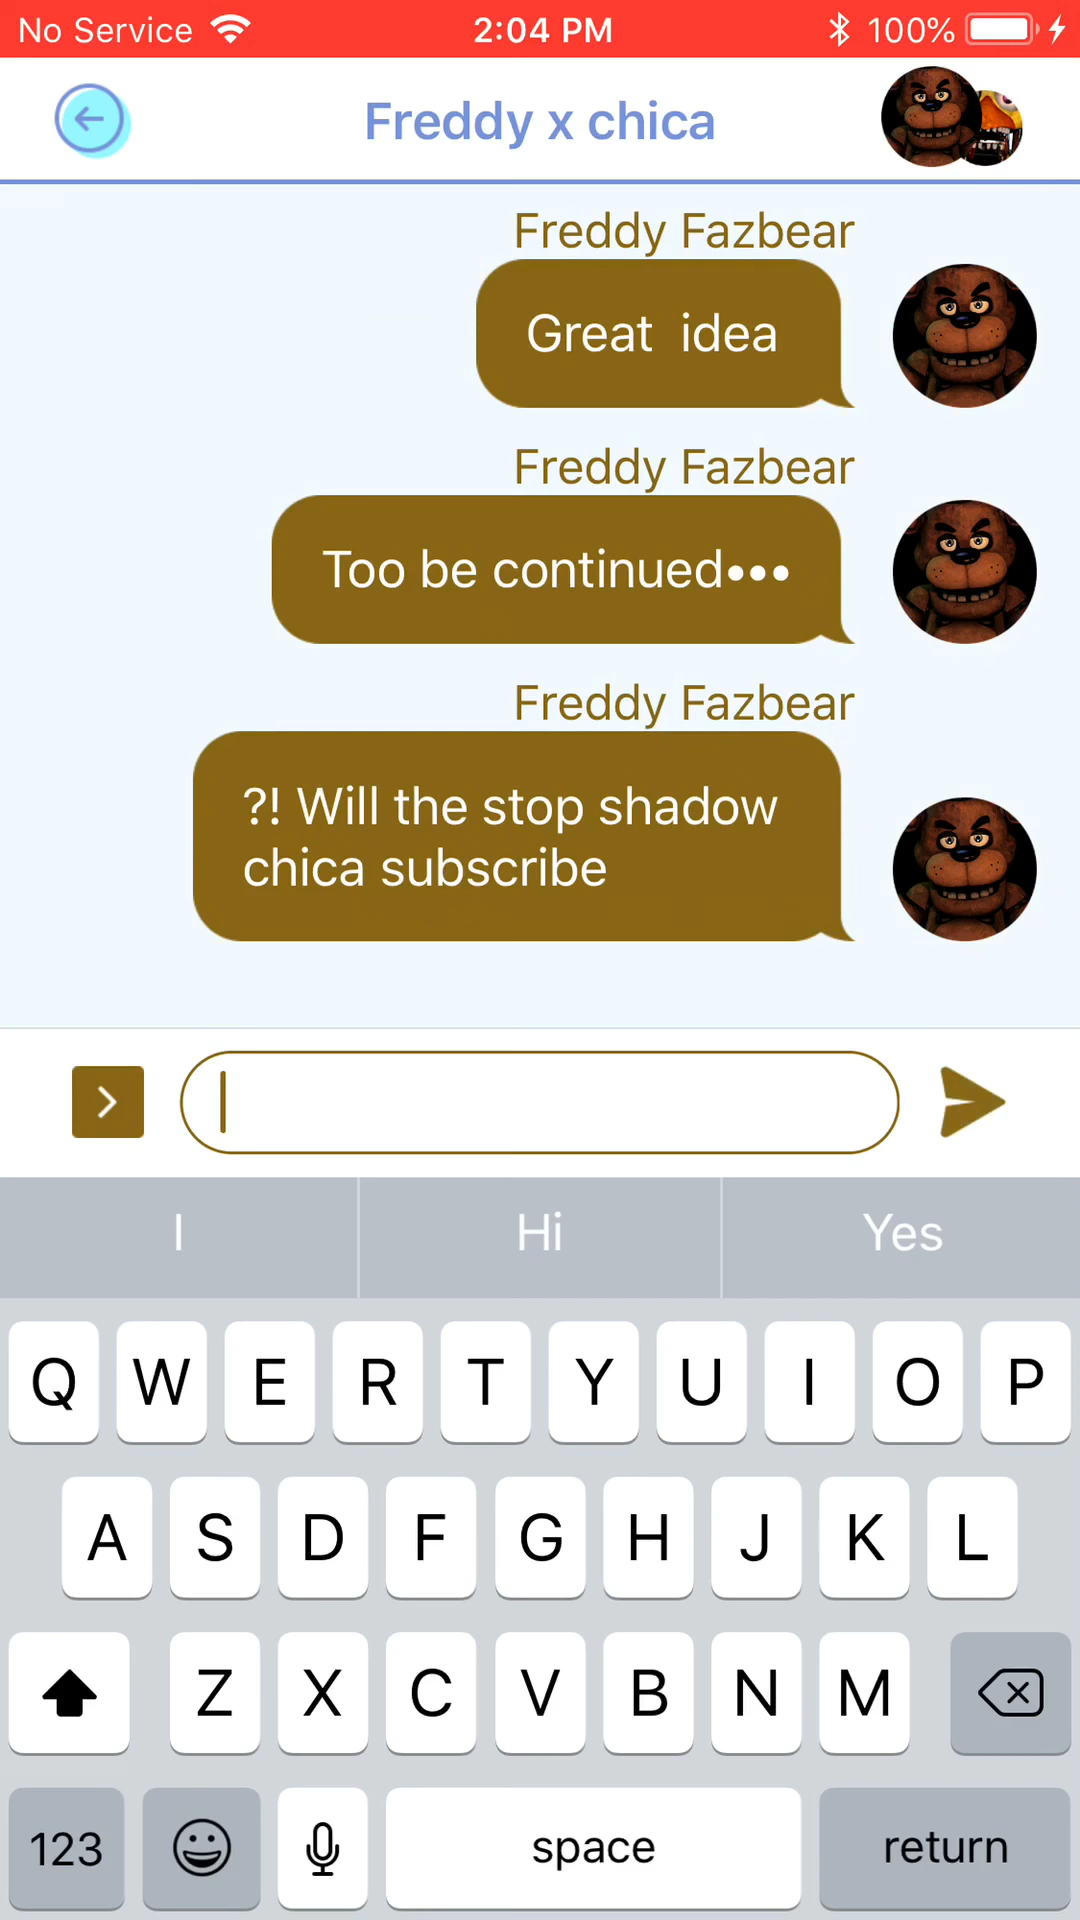 No Service 2:04 PM 100%
Freddy x chica
Freddy Fazbear
Great  idea
Freddy Fazbear
Too be continued•••
Freddy Fazbear
?! Will the stop shadow
chica subscribe
I Hi Yes
Q W E R T Y U I O P
A S D F G H J K L
Z X C V B N M
123 space return